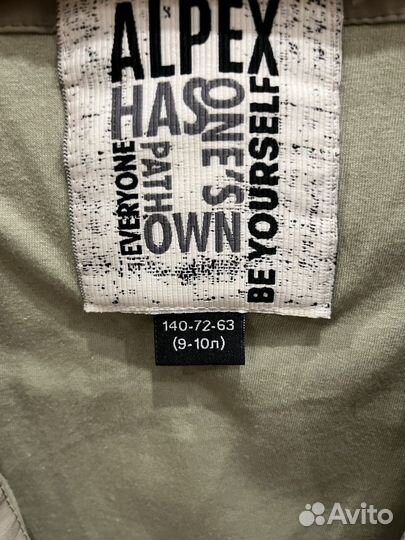 ALPEX
HAS
ONE'S
EVERYONE
PATH
OWN
BE YOURSELF
140-72-63
(9-10л)
Avito